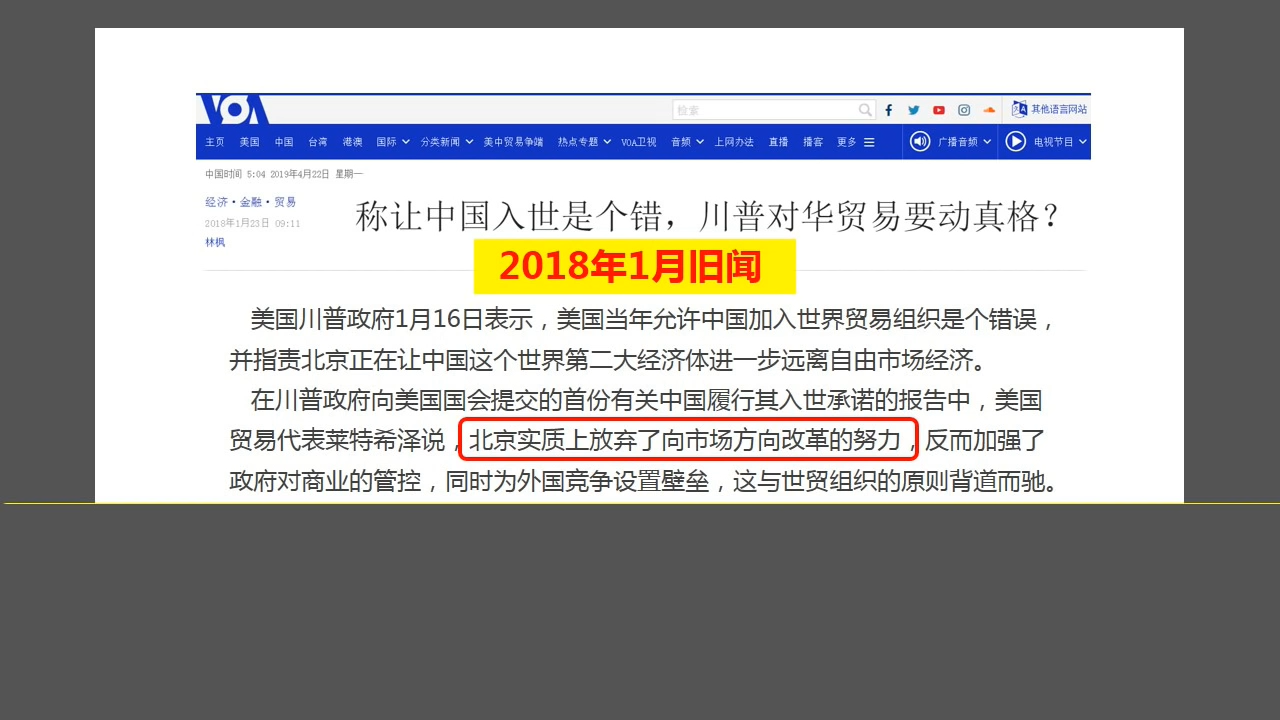 VOA
检索
其他语言网站
主页 美国 中国 台湾 港澳 国际 分类新闻 美中贸易争端 热点专题 VOA卫视 音频 上网办法 直播 播客 更多 广播音频 电视节目
中国时间 5:04 2019年4月22日 星期一
经济·金融·贸易
2018年1月23日 09:11
林枫
称让中国入世是个错，川普对华贸易要动真格？
2018年1月旧闻
美国川普政府1月16日表示，美国当年允许中国加入世界贸易组织是个错误，
并指责北京正在让中国这个世界第二大经济体进一步远离自由市场经济。
在川普政府向美国国会提交的首份有关中国履行其入世承诺的报告中，美国
贸易代表莱特希泽说，北京实质上放弃了向市场方向改革的努力，反而加强了
政府对商业的管控，同时为外国竞争设置壁垒，这与世贸组织的原则背道而驰。